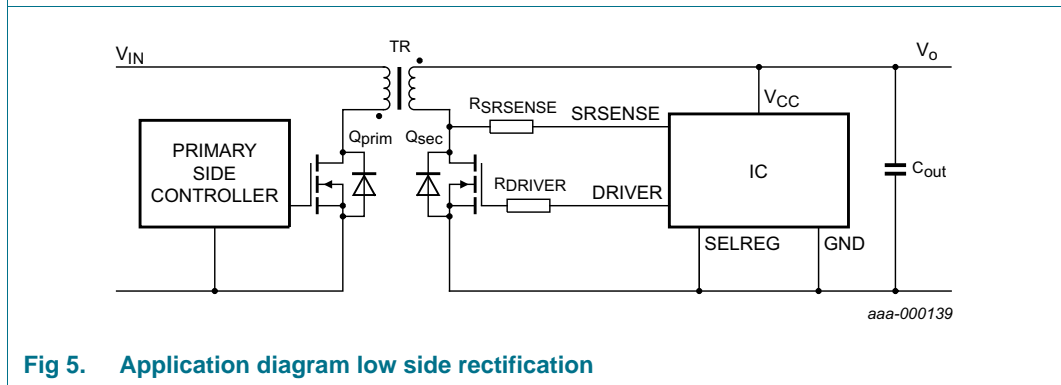 TR
VIN
Vo
VCC
RSRSENSE
SRSENSE
Qprim
Qsec
PRIMARY
SIDE
CONTROLLER
IC
Cout
RDRIVER
DRIVER
SELREG
GND
aaa-000139
Fig 5. Application diagram low side rectification